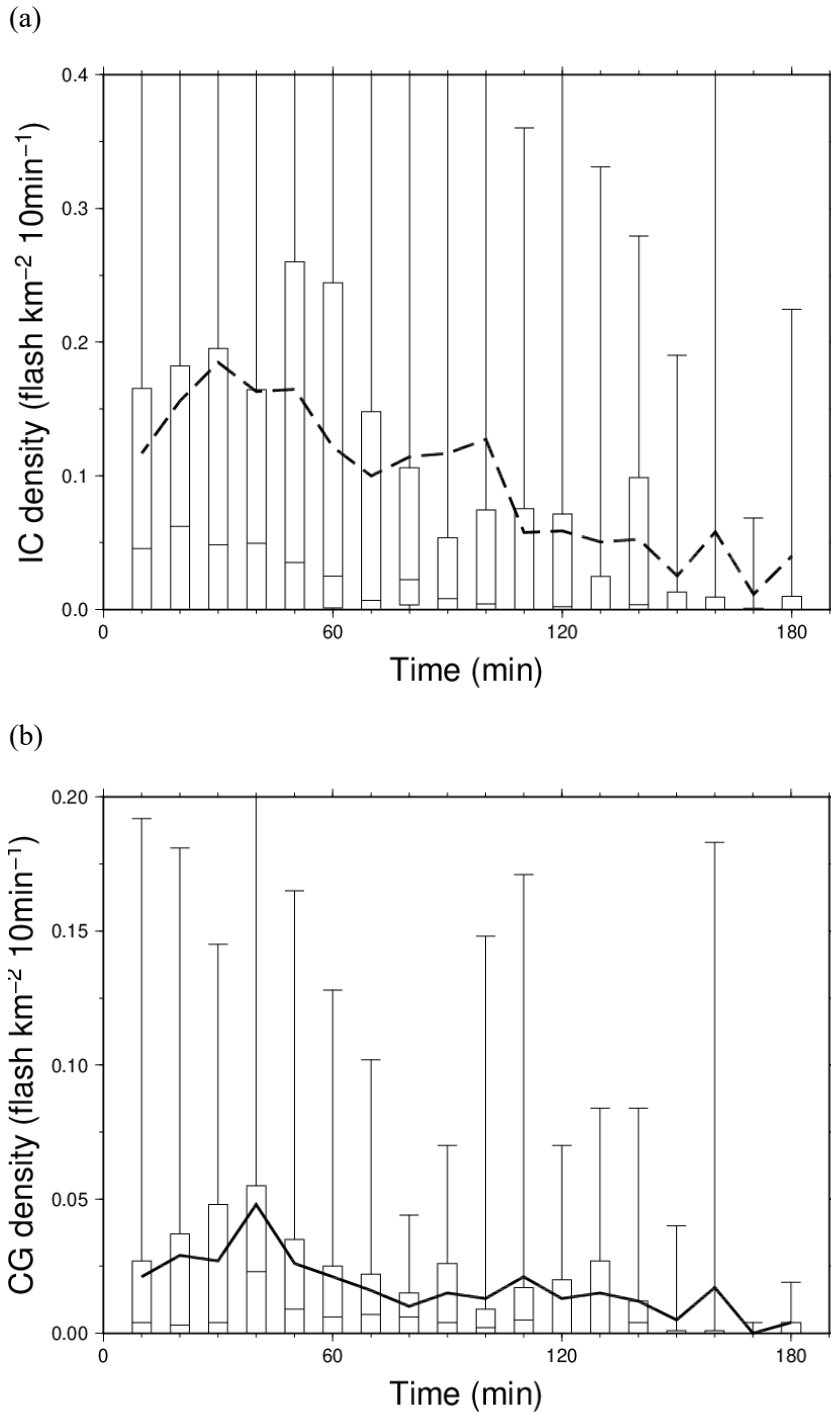 (a)
0.4
0.3
0.2
0.1
0.0
IC density (flash km−2 10min−1)
0 60 120 180
Time (min)
(b)
0.20
0.15
0.10
0.05
0.00
CG density (flash km−2 10min−1)
0 60 120 180
Time (min)